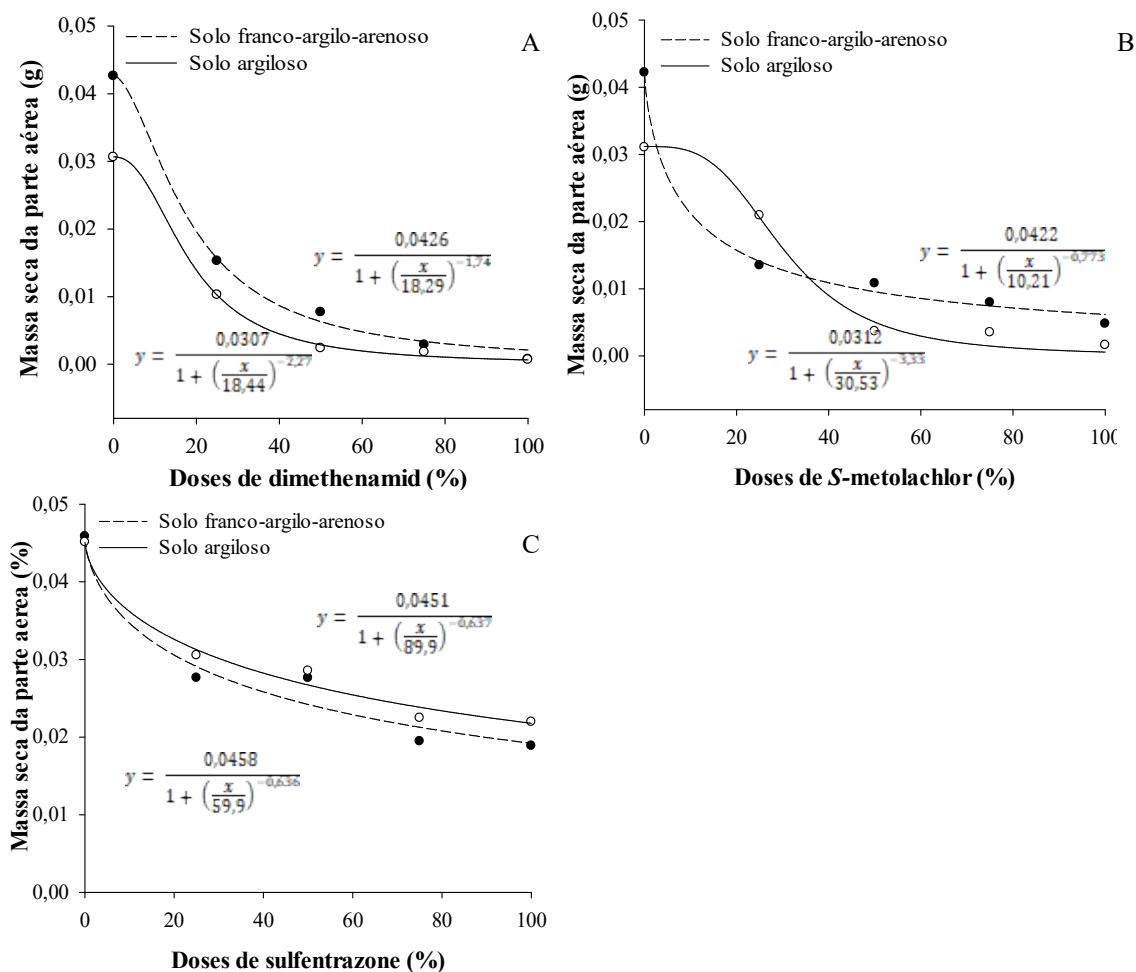 A
Solo franco-argilo-arenoso
Solo argiloso
Massa seca da parte aérea (g)
0,05
0,04
0,03
0,02
0,01
0,00
y = 0,0426 / 1 + (x / 18,29)^−1,74
y = 0,0307 / 1 + (x / 18,44)^−2,27
0 20 40 60 80 100
Doses de dimethenamid (%)
B
Solo franco-argilo-arenoso
Solo argiloso
Massa seca da parte aérea (g)
0,05
0,04
0,03
0,02
0,01
0,00
y = 0,0422 / 1 + (x / 10,21)^−0,773
y = 0,0312 / 1 + (x / 30,53)^−3,33
0 20 40 60 80 100
Doses de S-metolachlor (%)
C
Solo franco-argilo-arenoso
Solo argiloso
Massa seca da parte aerea (%)
0,05
0,04
0,03
0,02
0,01
0,00
y = 0,0451 / 1 + (x / 89,9)^−0,637
y = 0,0458 / 1 + (x / 59,9)^−0,636
0 20 40 60 80 100
Doses de sulfentrazone (%)